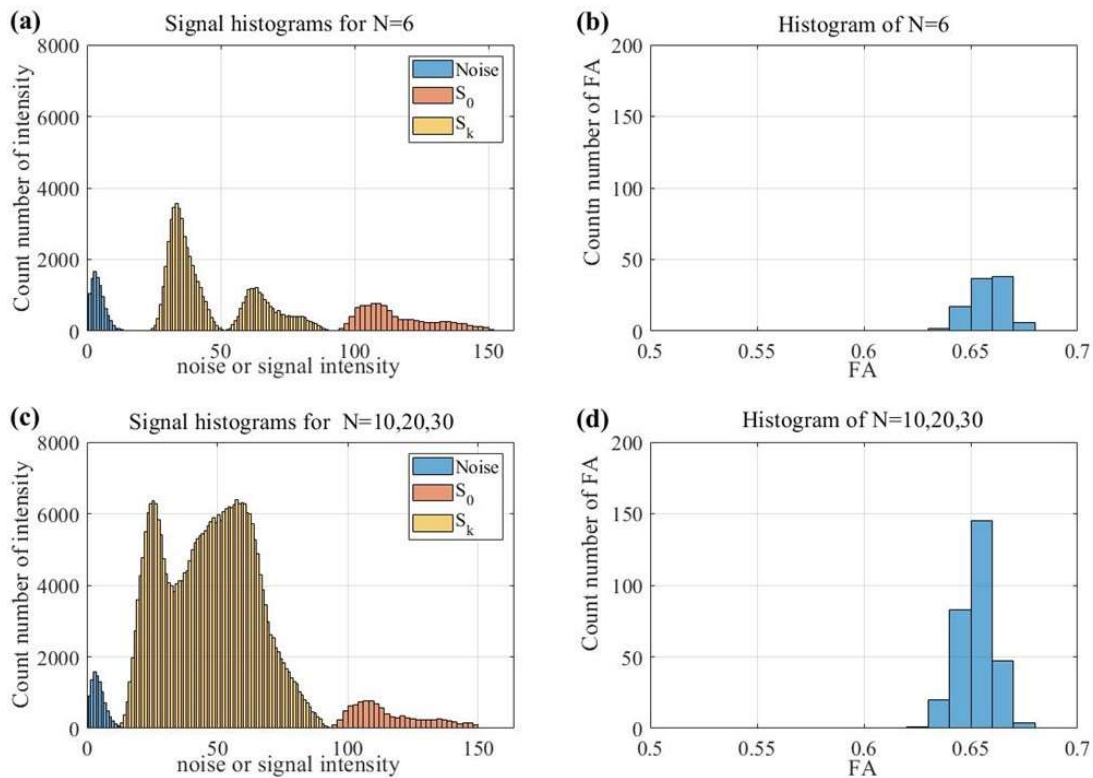 (a)
Signal histograms for N=6
Count number of intensity
8000
6000
4000
2000
0
0 50 100 150
noise or signal intensity
Noise
S0
Sk
(b)
Histogram of N=6
Countn number of FA
200
150
100
50
0
0.5 0.55 0.6 0.65 0.7
FA
(c)
Signal histograms for N=10,20,30
Count number of intensity
8000
6000
4000
2000
0
0 50 100 150
noise or signal intensity
Noise
S0
Sk
(d)
Histogram of N=10,20,30
Count number of FA
200
150
100
50
0
0.5 0.55 0.6 0.65 0.7
FA